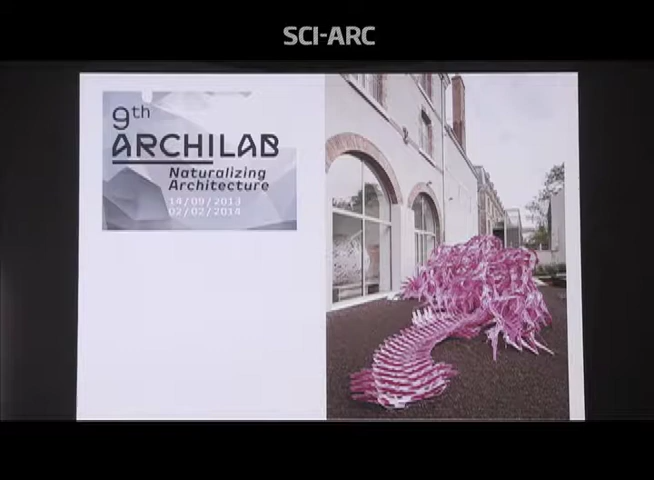 SCI-ARC
9th
ARCHILAB
Naturalizing
Architecture
14/09/2013
02/02/2014